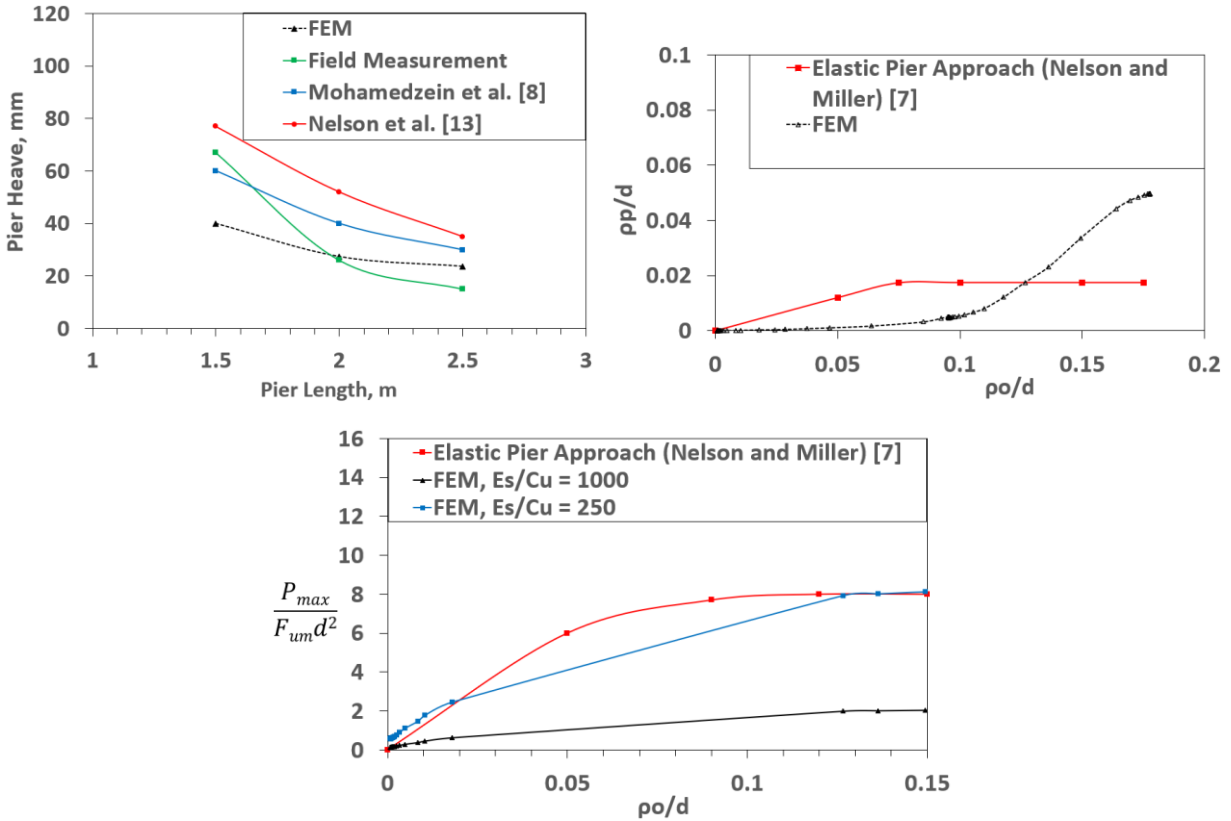 120
100
80
60
40
20
0
Pier Heave, mm
FEM
Field Measurement
Mohamedzein et al. [8]
Nelson et al. [13]
1
1.5
2
2.5
3
Pier Length, m
0.1
0.08
0.06
0.04
0.02
0
ρp/d
Elastic Pier Approach (Nelson and
Miller) [7]
FEM
0
0.05
0.1
0.15
0.2
ρo/d
16
14
12
10
8
6
4
2
0
P_max
F_um d²
Elastic Pier Approach (Nelson and Miller) [7]
FEM, Es/Cu = 1000
FEM, Es/Cu = 250
0
0.05
0.1
0.15
ρo/d